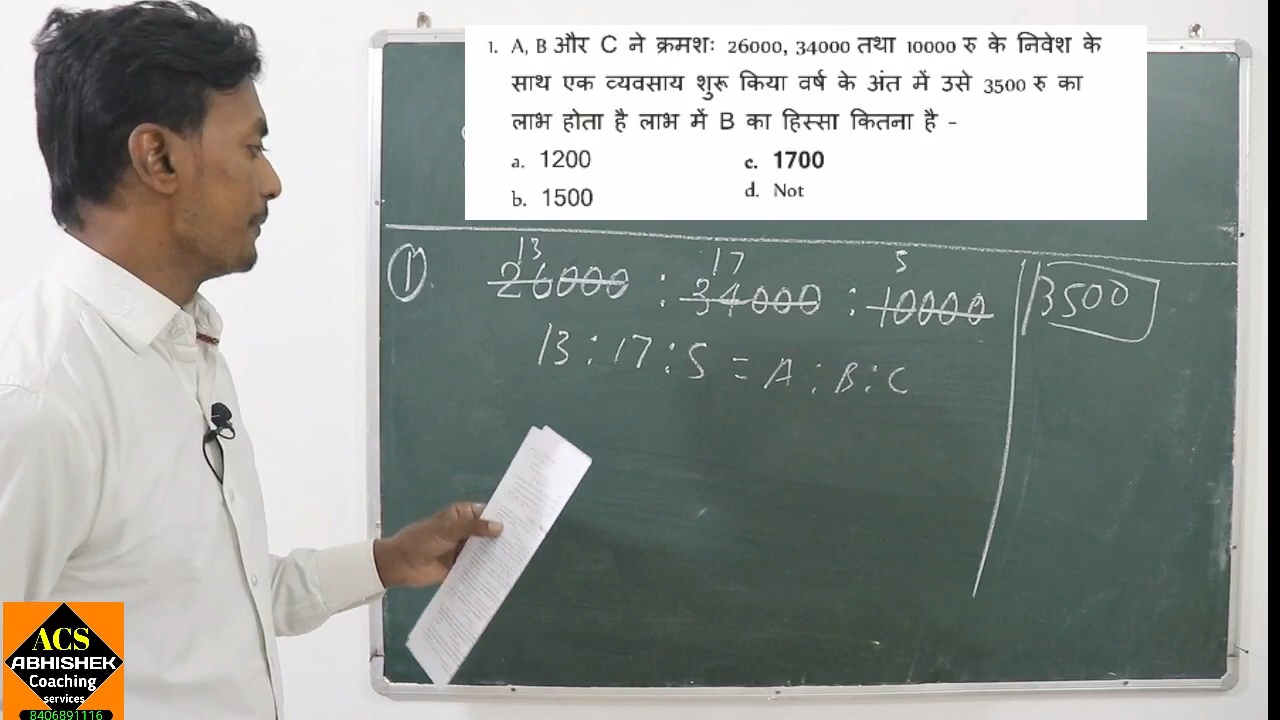 1. A, B और C ने क्रमशः 26000, 34000 तथा 10000 रु के निवेश के
साथ एक व्यवसाय शुरू किया वर्ष के अंत में उसे 3500 रु का
लाभ होता है लाभ में B का हिस्सा कितना है -
a. 1200
c. 1700
b. 1500
d. Not
13 17 5
① 26000 : 34000 : 10000 3500
13 : 17 : 5 = A : B : C
ACS
ABHISHEK
Coaching
services
8406891116